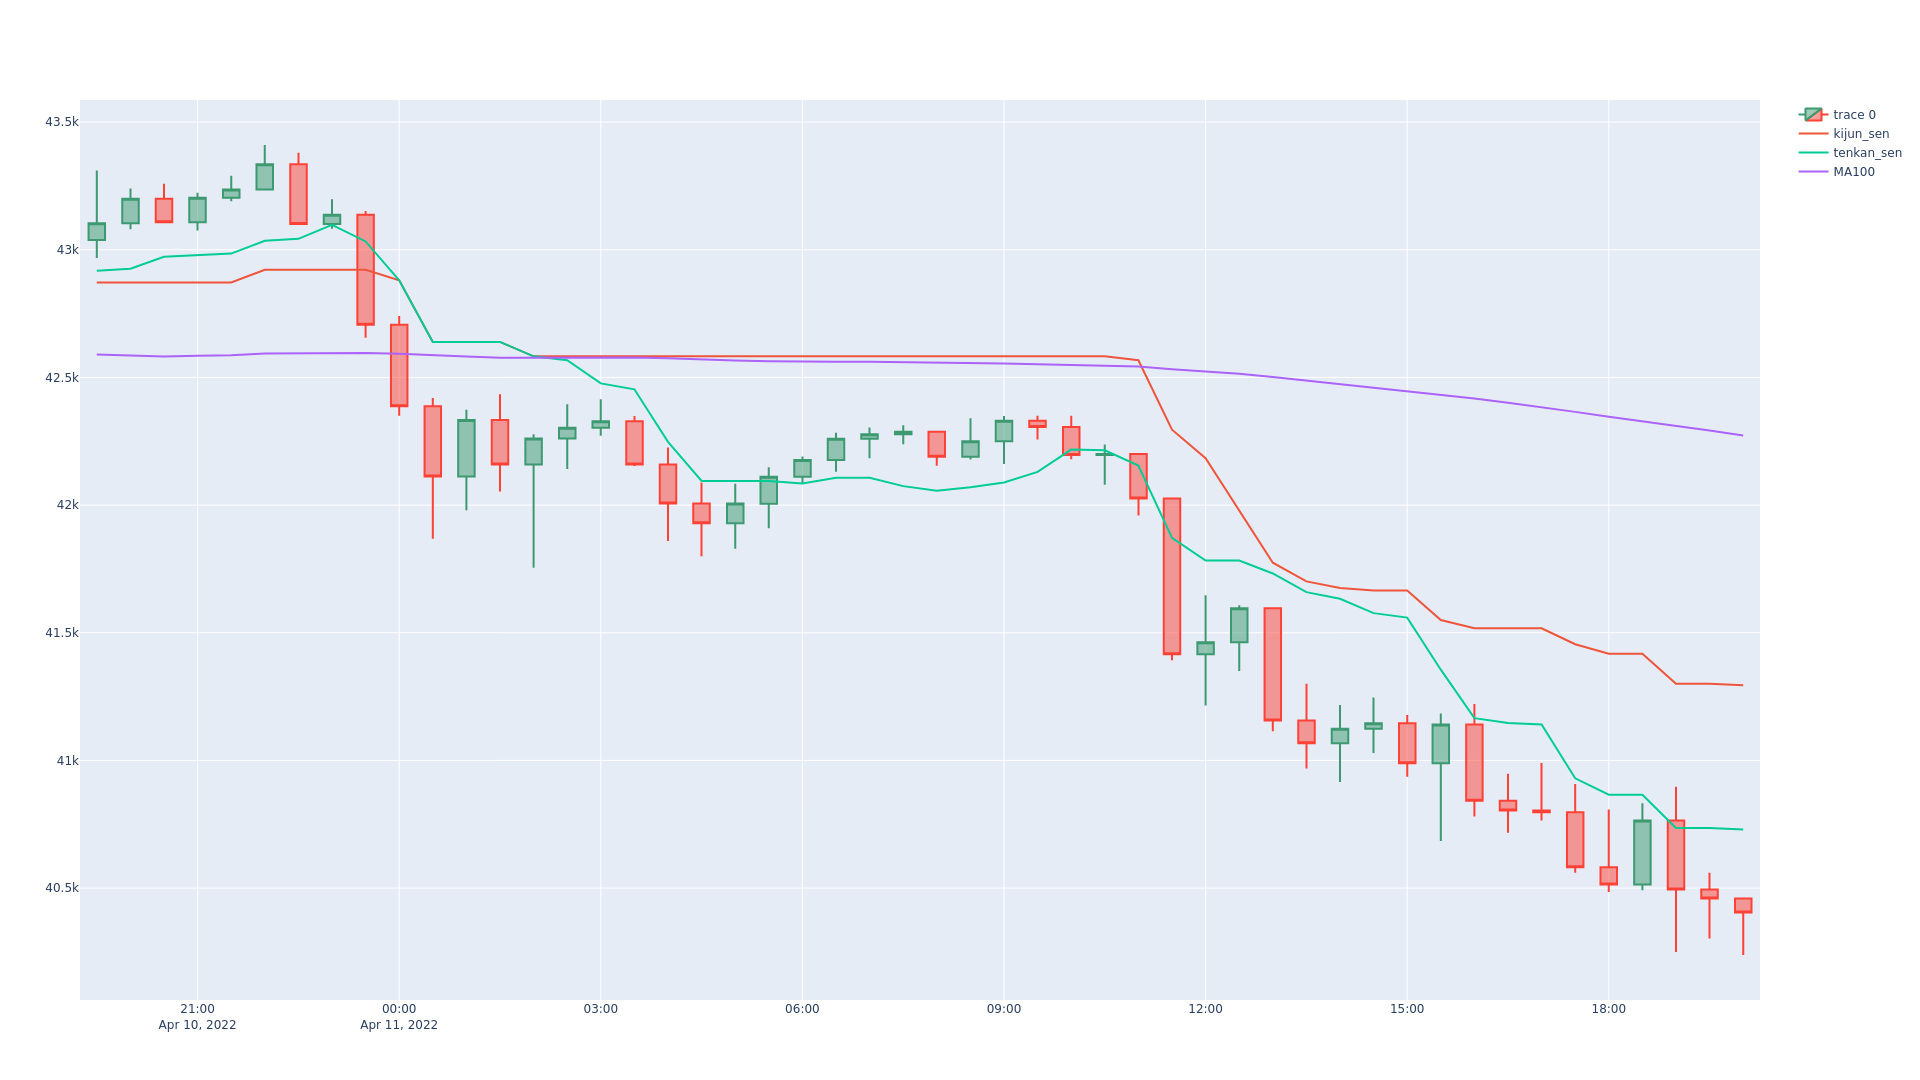 43.5k
43k
42.5k
42k
41.5k
41k
40.5k
21:00
Apr 10, 2022
00:00
Apr 11, 2022
03:00
06:00
09:00
12:00
15:00
18:00
trace 0
kijun_sen
tenkan_sen
MA100